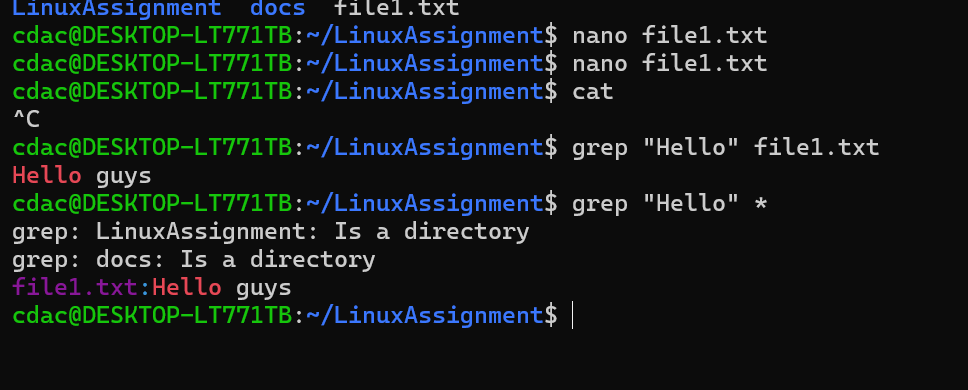 LinuxAssignment  docs  file1.txt
cdac@DESKTOP-LT771TB:~/LinuxAssignment$ nano file1.txt
cdac@DESKTOP-LT771TB:~/LinuxAssignment$ nano file1.txt
cdac@DESKTOP-LT771TB:~/LinuxAssignment$ cat
^C
cdac@DESKTOP-LT771TB:~/LinuxAssignment$ grep "Hello" file1.txt
Hello guys
cdac@DESKTOP-LT771TB:~/LinuxAssignment$ grep "Hello" *
grep: LinuxAssignment: Is a directory
grep: docs: Is a directory
file1.txt:Hello guys
cdac@DESKTOP-LT771TB:~/LinuxAssignment$